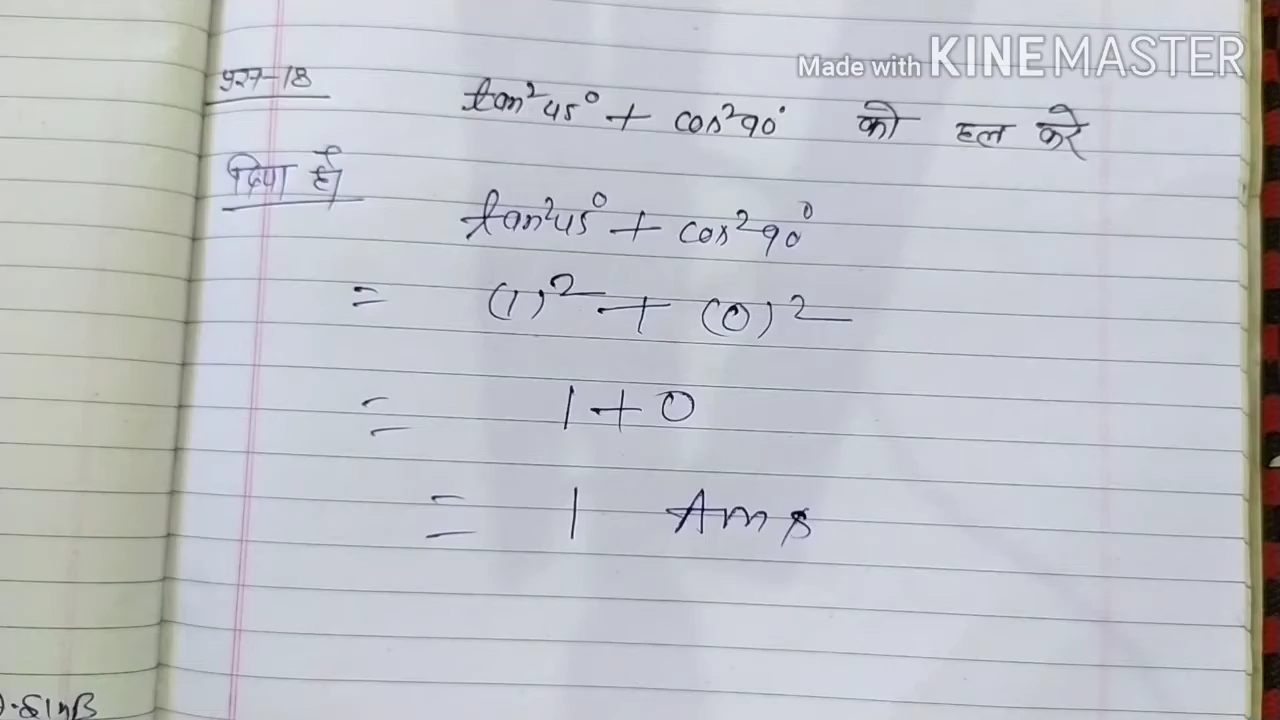 Made with KINEMASTER
प्रश्न-18 tan²45° + cos²90° को हल करे
दिया है tan²45° + cos²90°
= (1)² + (0)²
= 1+0
= 1 Ans
.sinβ